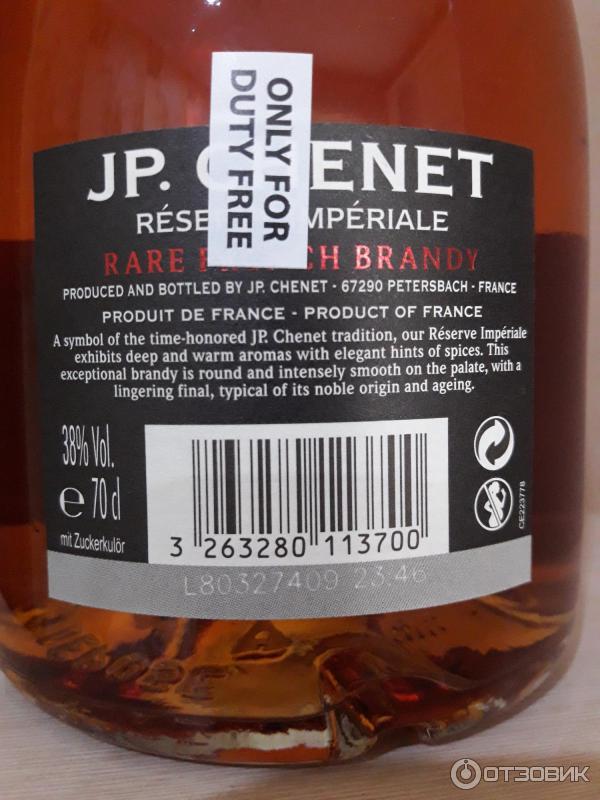 ONLY FOR
DUTY FREE
JP. CHENET
RÉSERVE IMPÉRIALE
RARE FRENCH BRANDY
PRODUCED AND BOTTLED BY JP. CHENET - 67290 PETERSBACH - FRANCE
PRODUIT DE FRANCE - PRODUCT OF FRANCE
A symbol of the time-honored JP. Chenet tradition, our Réserve Impériale
exhibits deep and warm aromas with elegant hints of spices. This
exceptional brandy is round and intensely smooth on the palate, with a
lingering final, typical of its noble origin and ageing.
38% Vol.
e 70 cl
mit Zuckerkulör
3 263280 113700
CE223778
L80327409 23:46
ОТЗОВИК